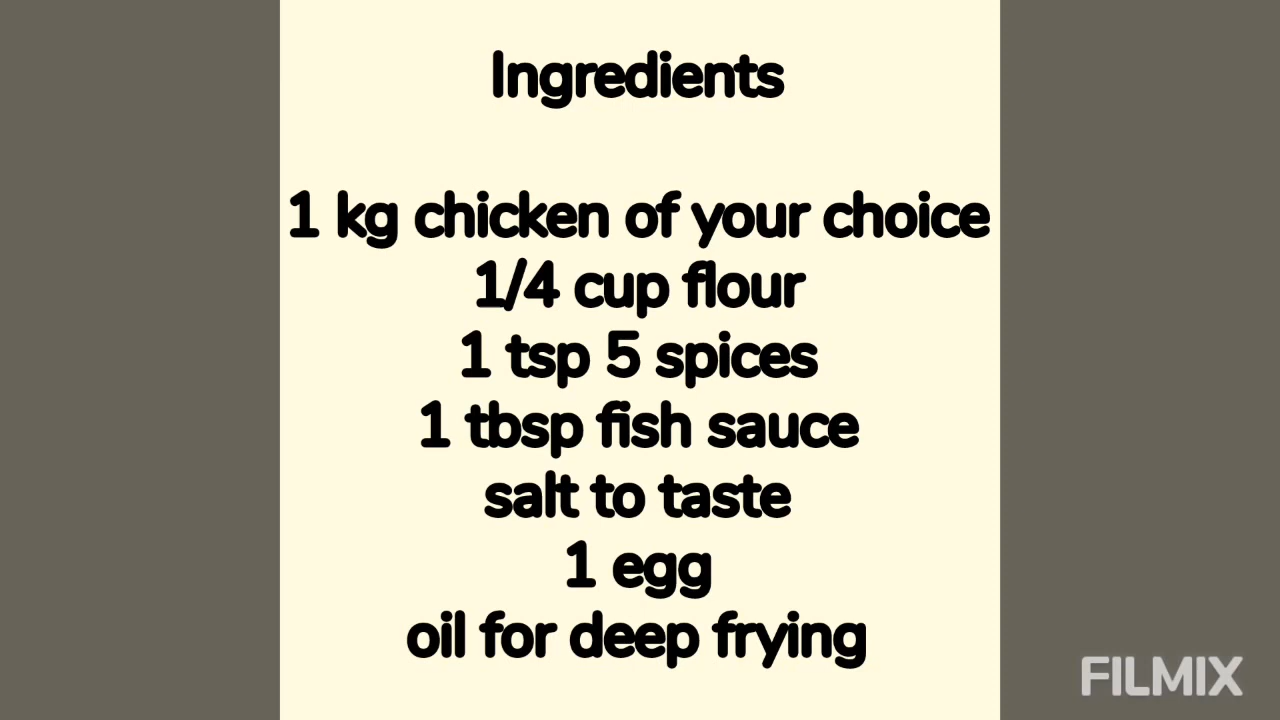 Ingredients
1 kg chicken of your choice
1/4 cup flour
1 tsp 5 spices
1 tbsp fish sauce
salt to taste
1 egg
oil for deep frying
FILMIX